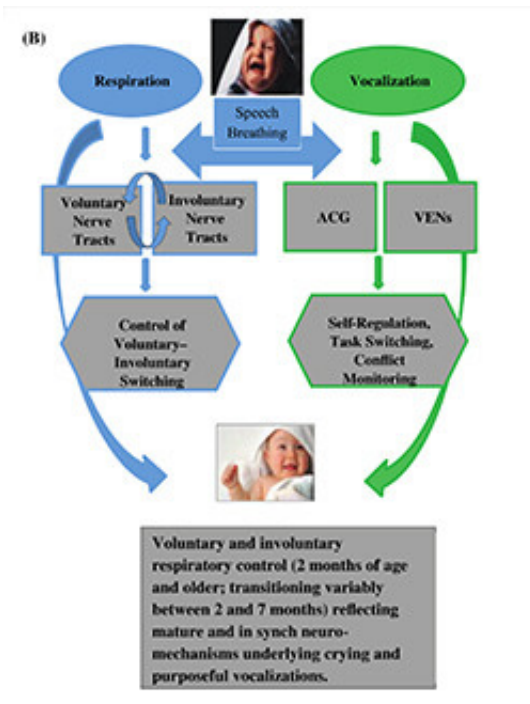 (B)
Respiration
Vocalization
Speech
Breathing
Voluntary
Nerve
Tracts
Involuntary
Nerve
Tracts
ACG
VENs
Control of
Voluntary–
Involuntary
Switching
Self-Regulation,
Task Switching,
Conflict
Monitoring
Voluntary and involuntary
respiratory control (2 months of age
and older; transitioning variably
between 2 and 7 months) reflecting
mature and in synch neuro-
mechanisms underlying crying and
purposeful vocalizations.